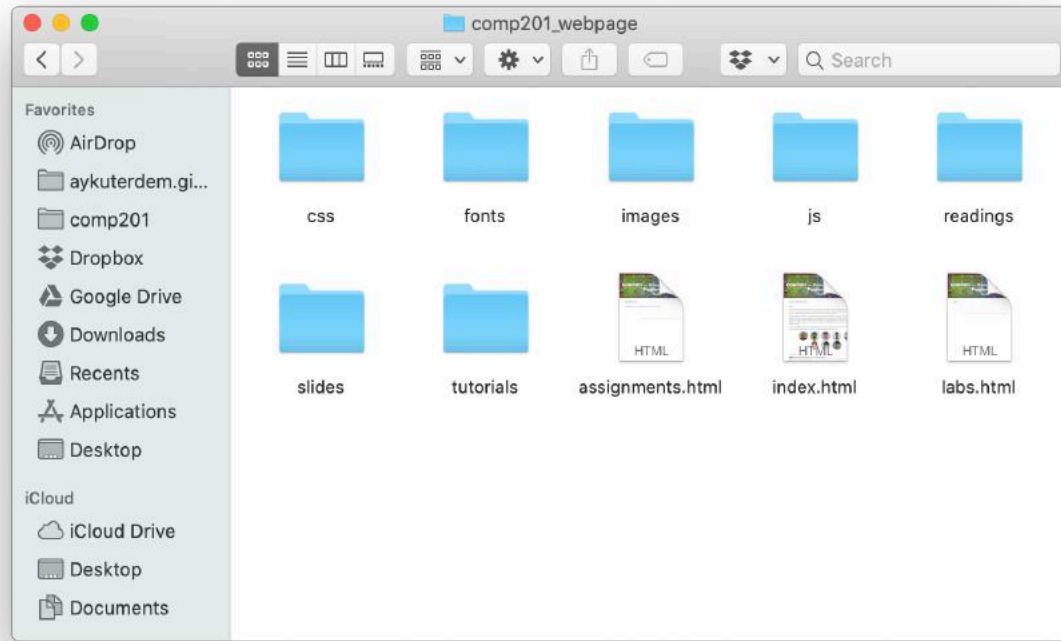 comp201_webpage
Search
Favorites
AirDrop
aykuterdem.gi...
comp201
Dropbox
Google Drive
Downloads
Recents
Applications
Desktop
iCloud
iCloud Drive
Desktop
Documents
css
fonts
images
js
readings
HTML
HTML
HTML
slides
tutorials
assignments.html
index.html
labs.html